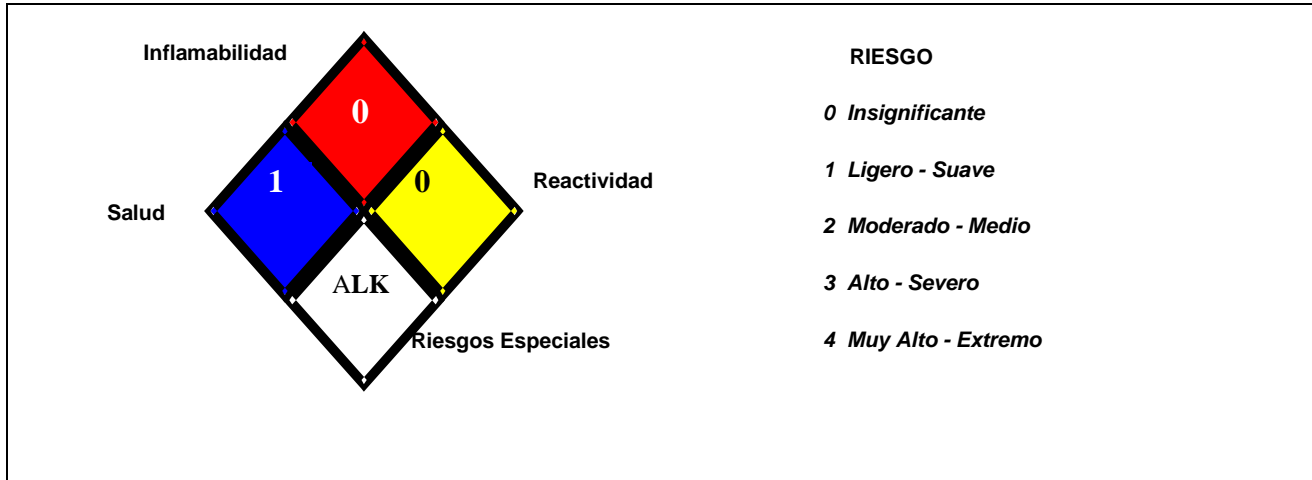 Inflamabilidad
0
1
0
Reactividad
Salud
ALK
Riesgos Especiales
RIESGO
0 Insignificante
1 Ligero - Suave
2 Moderado - Medio
3 Alto - Severo
4 Muy Alto - Extremo